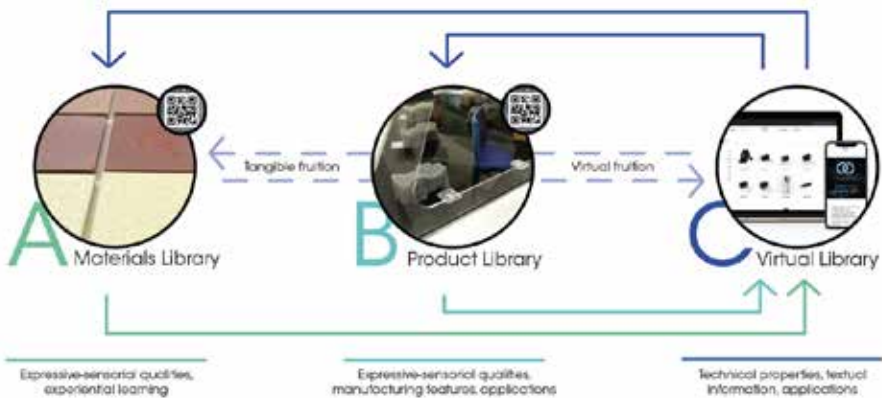 Tangible fruition
Virtual fruition
A Materials Library
B Product Library
C Virtual Library
Expressive-sensorial qualities,
experiential learning
Expressive-sensorial qualities,
manufacturing features, applications
Technical properties, textual
information, applications